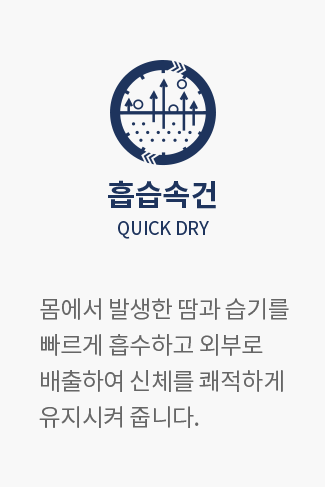 흡습속건
QUICK DRY
몸에서 발생한 땀과 습기를
빠르게 흡수하고 외부로
배출하여 신체를 쾌적하게
유지시켜 줍니다.